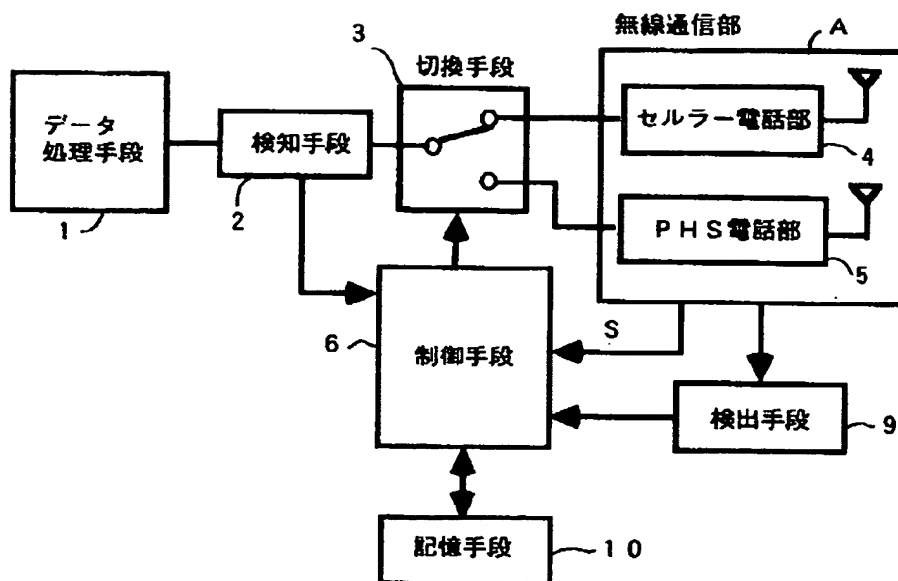 無線通信部
A
3
切換手段
データ
処理手段
検知手段
セルラー電話部
4
1
2
PHS電話部
5
6
制御手段
S
検出手段
9
記憶手段
10